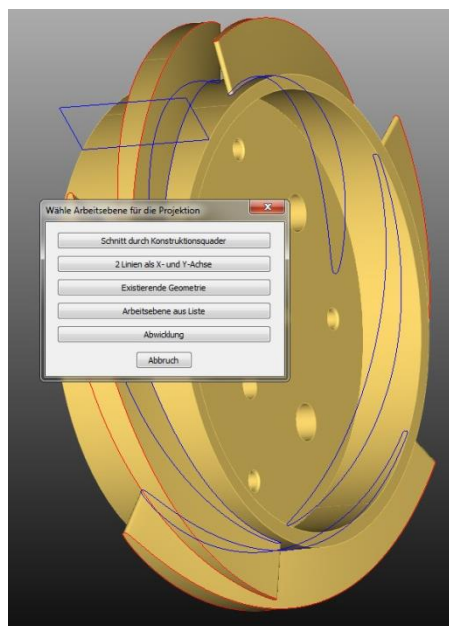 Wähle Arbeitsebene für die Projektion
Schnitt durch Konstruktionsquader
2 Linien als X- und Y-Achse
Existierende Geometrie
Arbeitsebene aus Liste
Abwicklung
Abbruch